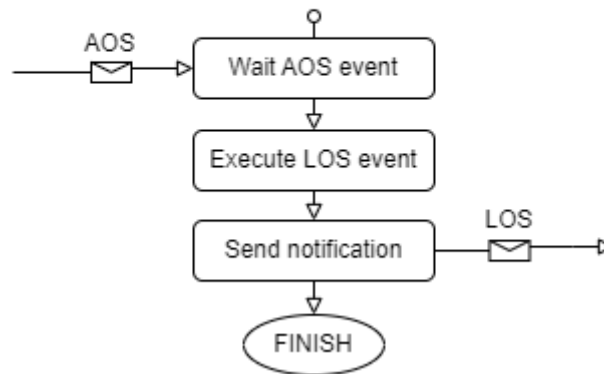 AOS
Wait AOS event
Execute LOS event
LOS
Send notification
FINISH